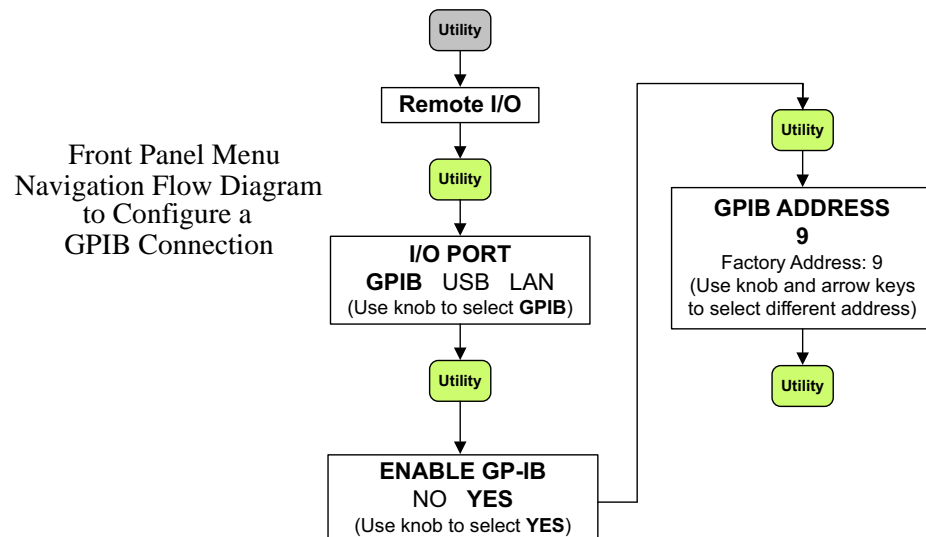 Front Panel Menu
Navigation Flow Diagram
to Configure a
GPIB Connection
Utility
Remote I/O
Utility
I/O PORT
GPIB USB LAN
(Use knob to select GPIB)
Utility
ENABLE GP-IB
NO YES
(Use knob to select YES)
Utility
GPIB ADDRESS
9
Factory Address: 9
(Use knob and arrow keys
to select different address)
Utility